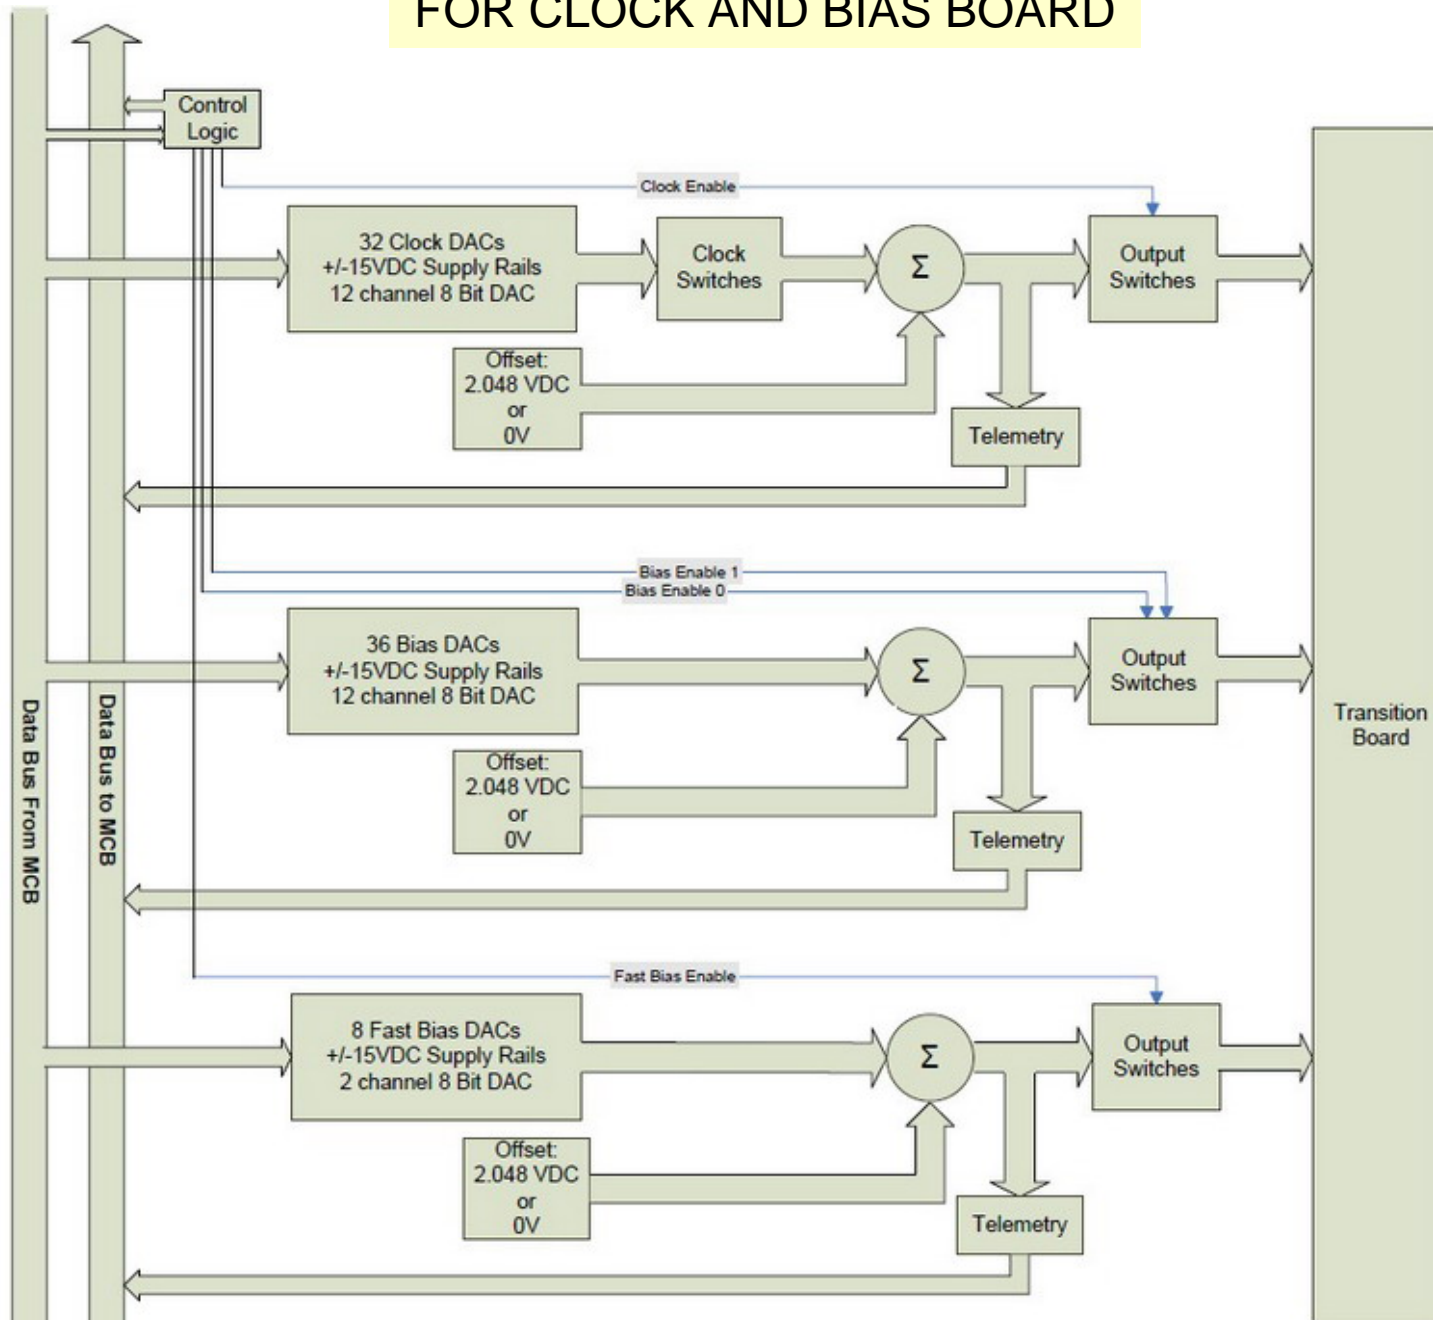 FOR CLOCK AND BIAS BOARD
Control
Logic
Clock Enable
32 Clock DACs
+/-15VDC Supply Rails
12 channel 8 Bit DAC
Clock
Switches
Σ
Output
Switches
Offset:
2.048 VDC
or
0V
Telemetry
Bias Enable 1
Bias Enable 0
36 Bias DACs
+/-15VDC Supply Rails
12 channel 8 Bit DAC
Σ
Output
Switches
Offset:
2.048 VDC
or
0V
Telemetry
Data Bus From MCB
Data Bus to MCB
Transition
Board
Fast Bias Enable
8 Fast Bias DACs
+/-15VDC Supply Rails
2 channel 8 Bit DAC
Σ
Output
Switches
Offset:
2.048 VDC
or
0V
Telemetry